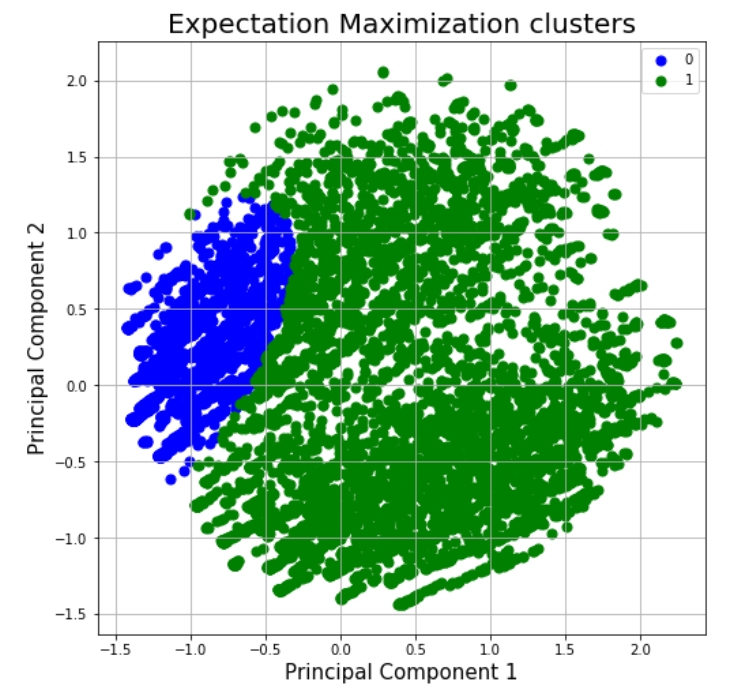 Expectation Maximization clusters
0
1
2.0
1.5
1.0
0.5
0.0
−0.5
−1.0
−1.5
Principal Component 2
−1.5 −1.0 −0.5 0.0 0.5 1.0 1.5 2.0
Principal Component 1